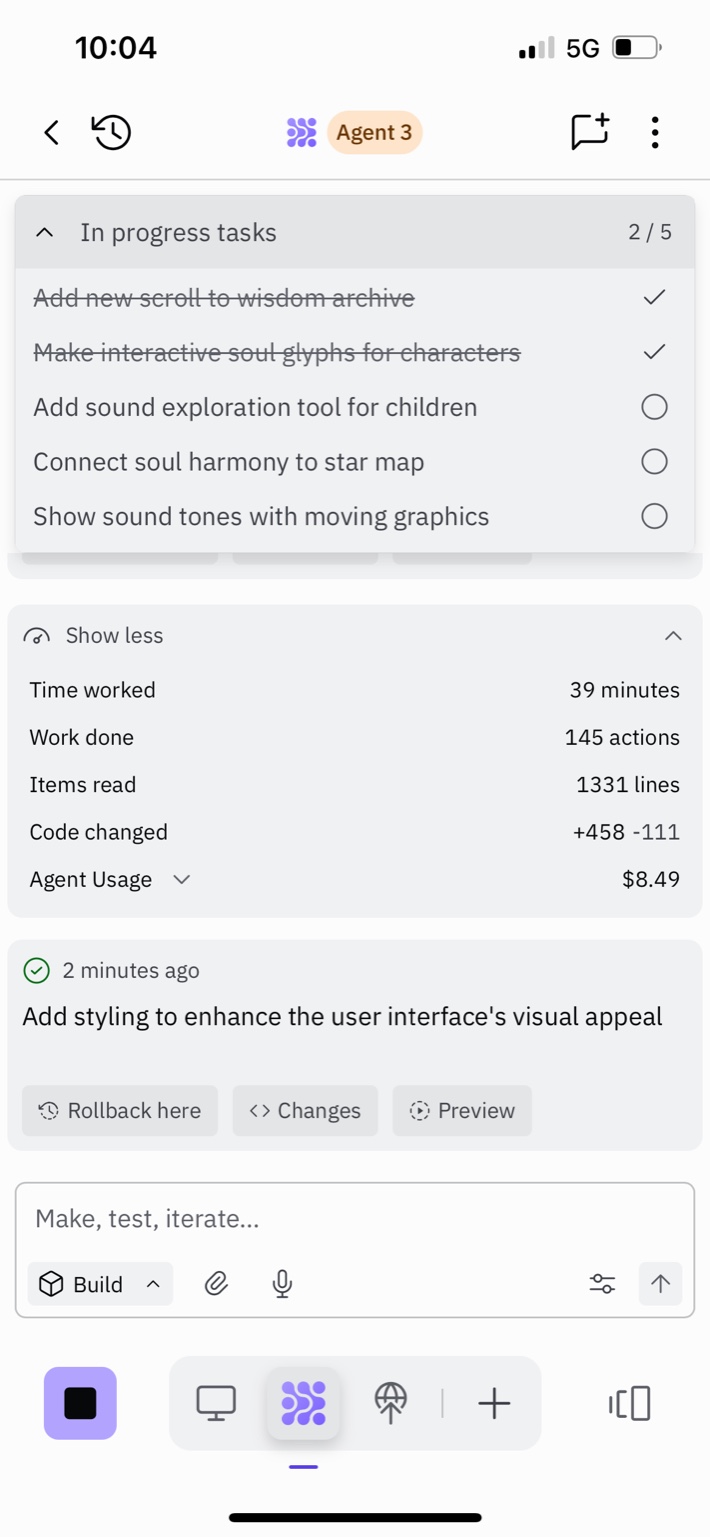 10:04
5G
Agent 3
In progress tasks 2 / 5
Add new scroll to wisdom archive
Make interactive soul glyphs for characters
Add sound exploration tool for children
Connect soul harmony to star map
Show sound tones with moving graphics
Show less
Time worked 39 minutes
Work done 145 actions
Items read 1331 lines
Code changed +458 -111
Agent Usage $8.49
2 minutes ago
Add styling to enhance the user interface's visual appeal
Rollback here Changes Preview
Make, test, iterate...
Build